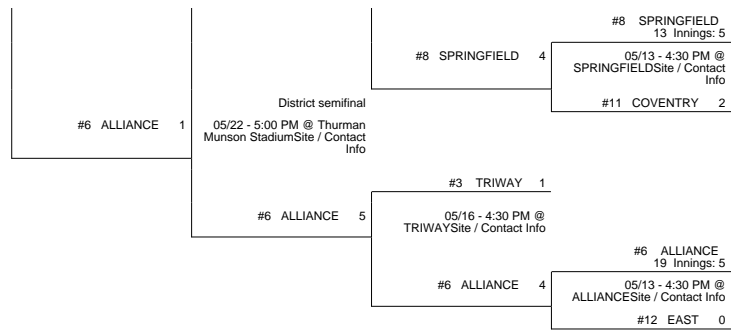 #8 SPRINGFIELD
13 Innings: 5
#8 SPRINGFIELD 4
05/13 - 4:30 PM @
SPRINGFIELDSite / Contact
Info
#11 COVENTRY 2
District semifinal
#6 ALLIANCE 1
05/22 - 5:00 PM @ Thurman
Munson StadiumSite / Contact
Info
#3 TRIWAY 1
#6 ALLIANCE 5
05/16 - 4:30 PM @
TRIWAYSite / Contact Info
#6 ALLIANCE
19 Innings: 5
#6 ALLIANCE 4
05/13 - 4:30 PM @
ALLIANCESite / Contact Info
#12 EAST 0